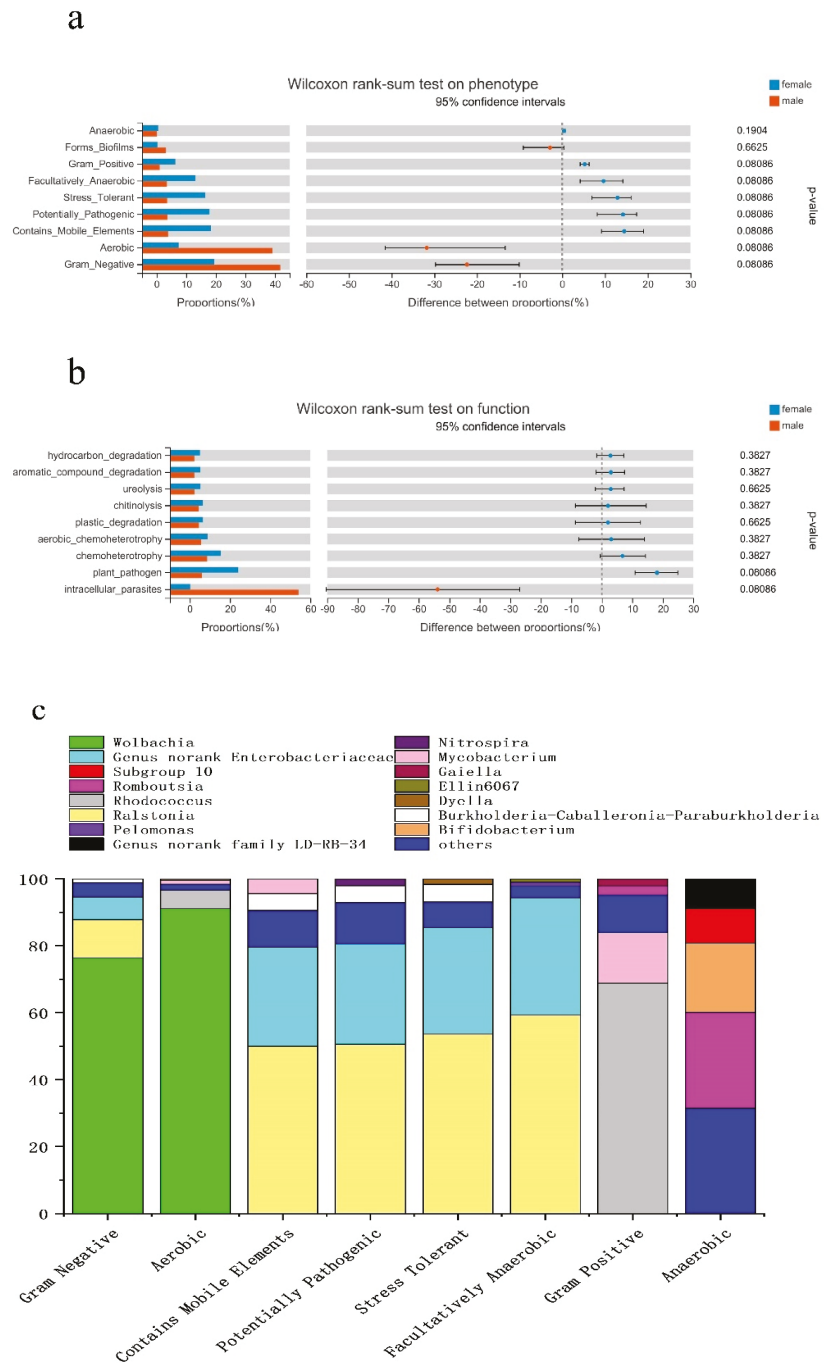 a
Wilcoxon rank-sum test on phenotype
95% confidence intervals
female
male
Anaerobic
Forms_Biofilms
Gram_Positive
Facultatively_Anaerobic
Stress_Tolerant
Potentially_Pathogenic
Contains_Mobile_Elements
Aerobic
Gram_Negative
0.1904
0.6625
0.08086
0.08086
0.08086
0.08086
0.08086
0.08086
0.08086
p-value
0 10 20 30 40
-60 -50 -40 -30 -20 -10 0 10 20 30
Proportions(%)
Difference between proportions(%)
b
Wilcoxon rank-sum test on function
95% confidence intervals
female
male
hydrocarbon_degradation
aromatic_compound_degradation
ureolysis
chitinolysis
plastic_degradation
aerobic_chemoheterotrophy
chemoheterotrophy
plant_pathogen
intracellular_parasites
0.3827
0.3827
0.6625
0.3827
0.6625
0.3827
0.3827
0.08086
0.08086
p-value
0 20 40 60
-90 -80 -70 -60 -50 -40 -30 -20 -10 0 10 20 30
Proportions(%)
Difference between proportions(%)
c
Wolbachia
Genus norank Enterobacteriaceae
Subgroup 10
Romboutsia
Rhodococcus
Ralstonia
Pelomonas
Genus norank family LD-RB-34
Nitrospira
Mycobacterium
Gaiella
Ellin6067
Dyella
Burkholderia-Caballeronia-Paraburkholderia
Bifidobacterium
others
100
80
60
40
20
0
Gram Negative
Aerobic
Contains Mobile Elements
Potentially Pathogenic
Stress Tolerant
Facultatively Anaerobic
Gram Positive
Anaerobic